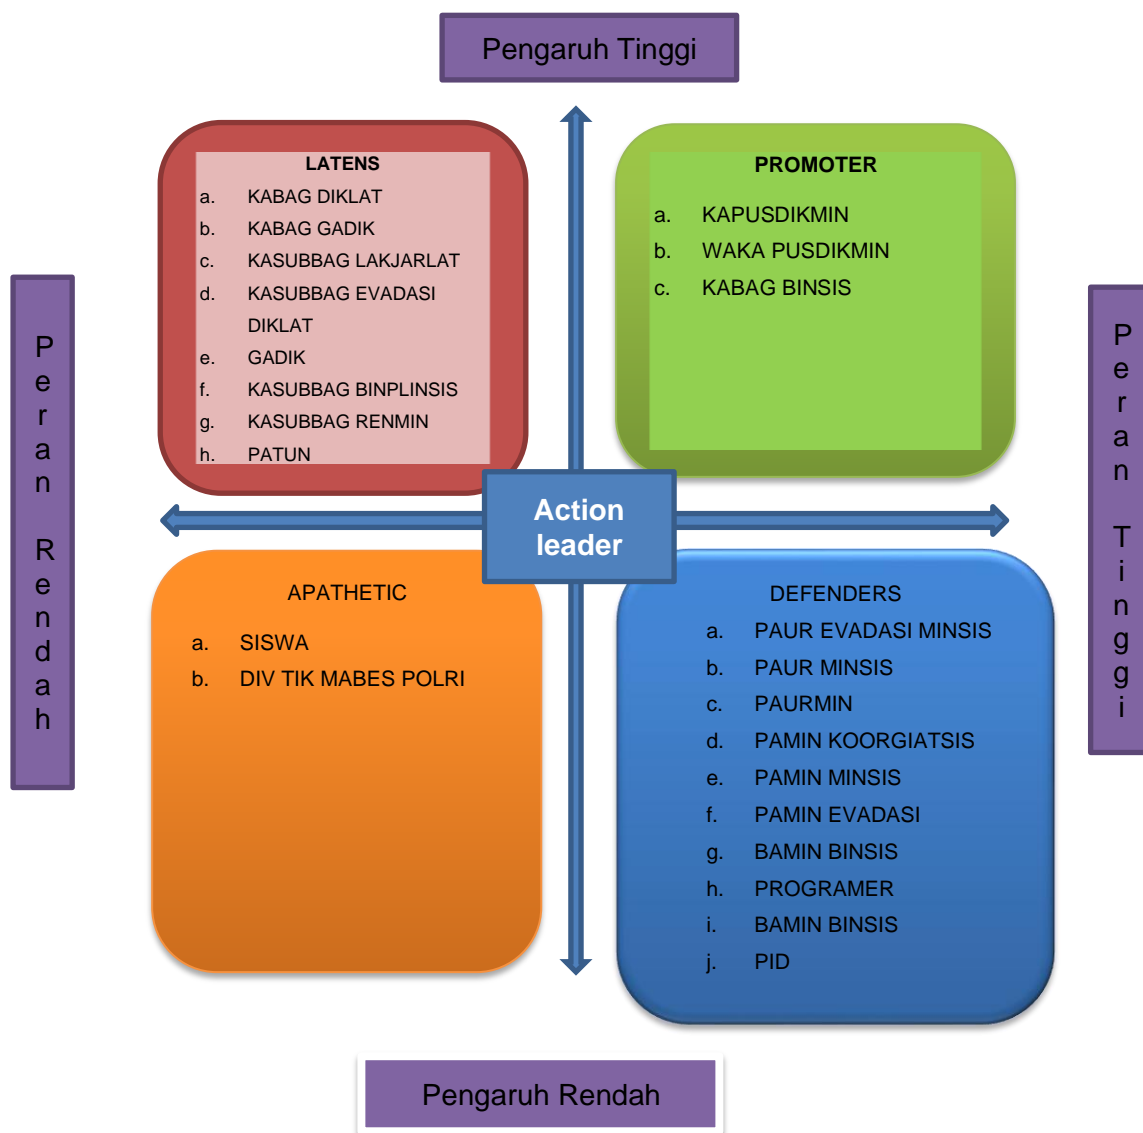 Pengaruh Tinggi
LATENS
a. KABAG DIKLAT
b. KABAG GADIK
c. KASUBBAG LAKJARLAT
d. KASUBBAG EVADASI
DIKLAT
e. GADIK
f. KASUBBAG BINPLINSIS
g. KASUBBAG RENMIN
h. PATUN
PROMOTER
a. KAPUSDIKMIN
b. WAKA PUSDIKMIN
c. KABAG BINSIS
Peran Rendah
Action
leader
Peran Tinggi
APATHETIC
a. SISWA
b. DIV TIK MABES POLRI
DEFENDERS
a. PAUR EVADASI MINSIS
b. PAUR MINSIS
c. PAURMIN
d. PAMIN KOORGIATSIS
e. PAMIN MINSIS
f. PAMIN EVADASI
g. BAMIN BINSIS
h. PROGRAMER
i. BAMIN BINSIS
j. PID
Pengaruh Rendah